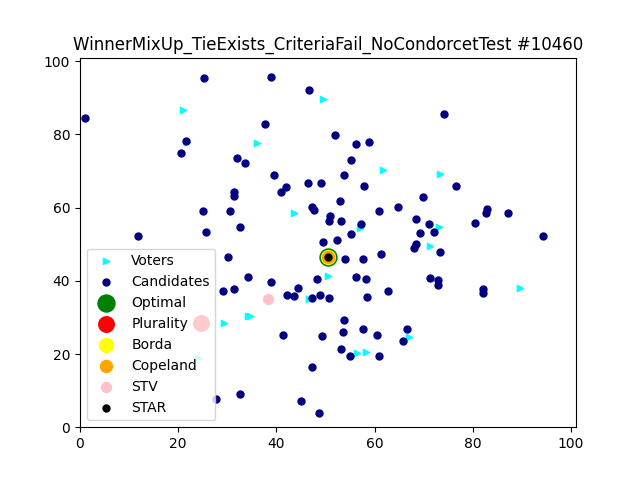 WinnerMixUp_TieExists_CriteriaFail_NoCondorcetTest #10460
100
80
60
40
20
0
0
20
40
60
80
100
Voters
Candidates
Optimal
Plurality
Borda
Copeland
STV
STAR